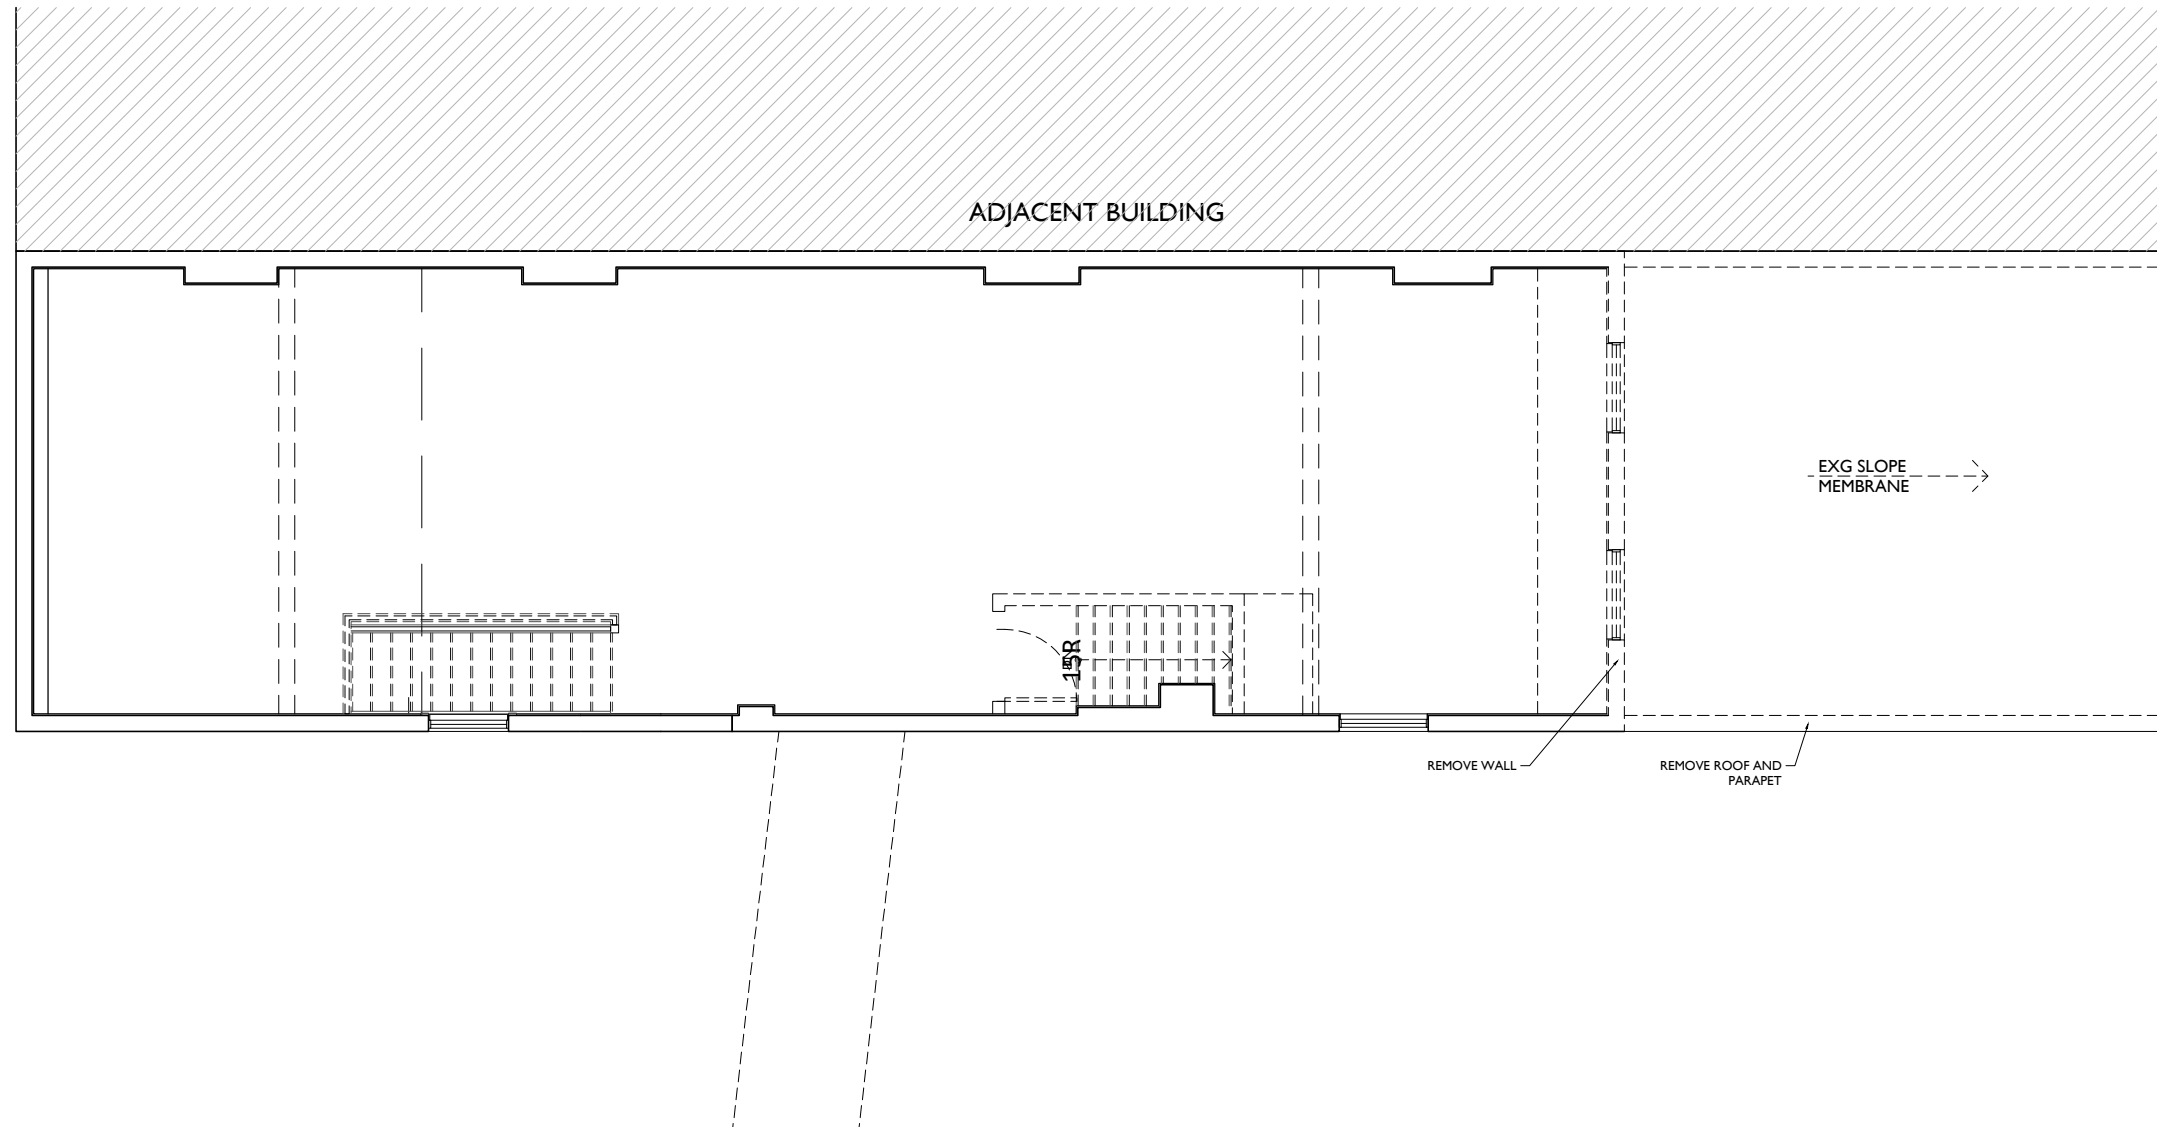 ADJACENT BUILDING
EXG SLOPE
MEMBRANE
15R
REMOVE WALL
REMOVE ROOF AND
PARAPET